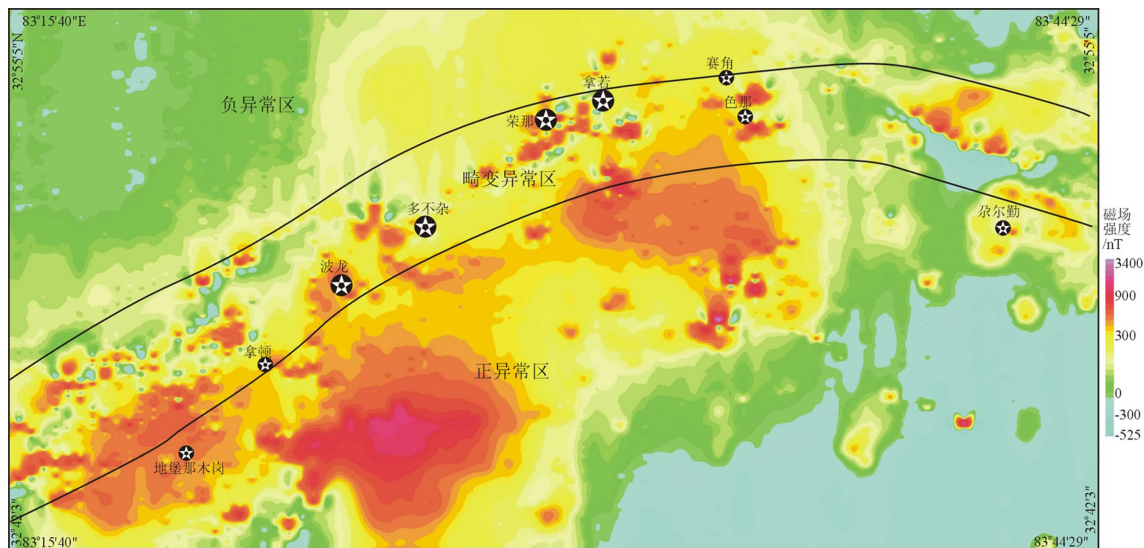 83°15′40″E
83°44′29″
32°55′5″N
32°55′5″
赛角
拿若
负异常区
荣那
色那
畸变异常区
多不杂
尕尔勤
磁场
强度
/nT
波龙
3400
900
300
拿顿
正异常区
0
-300
-525
地堡那木岗
32°42′3″
32°42′3″
83°15′40″
83°44′29″